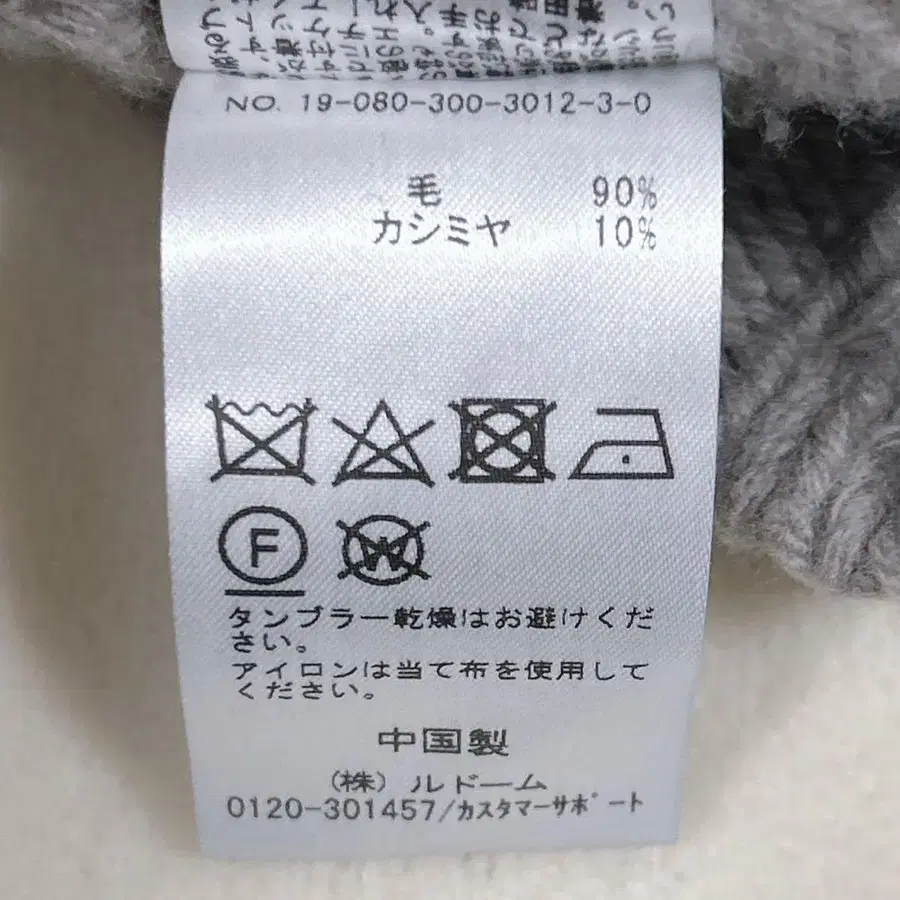 NO. 19-080-300-3012-3-0
毛 90%
カシミヤ 10%
F
W
タンブラー乾燥はお避けくだ
さい。
アイロンは当て布を使用して
ください。
中国製
(株) ルドーム
0120-301457/カスタマーサポート